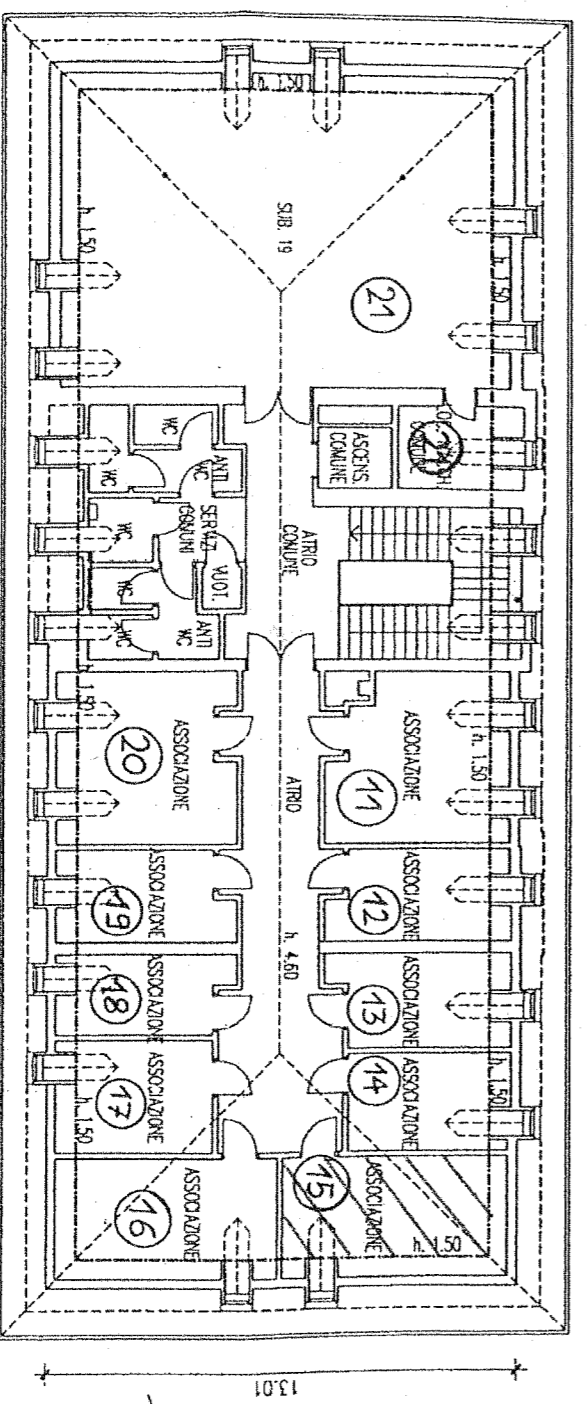 SUB. 19
h. 1.50
h. 1.50
21
22
ASCENS.
COMUNE
WC
WC
ANTI
WC
SERVIZI
COMUNI
WC
VUOT.
WC
WC
ANTI
WC
ATRIO
COMUNE
h. 1.50
ASSOCIAZIONE
20
ATRIO
ASSOCIAZIONE
11
h. 1.50
ASSOCIAZIONE
19
ASSOCIAZIONE
12
h. 4.60
ASSOCIAZIONE
18
ASSOCIAZIONE
13
ASSOCIAZIONE
17
h. 1.50
ASSOCIAZIONE
14
h. 1.50
ASSOCIAZIONE
16
ASSOCIAZIONE
15
h. 1.50
13.01